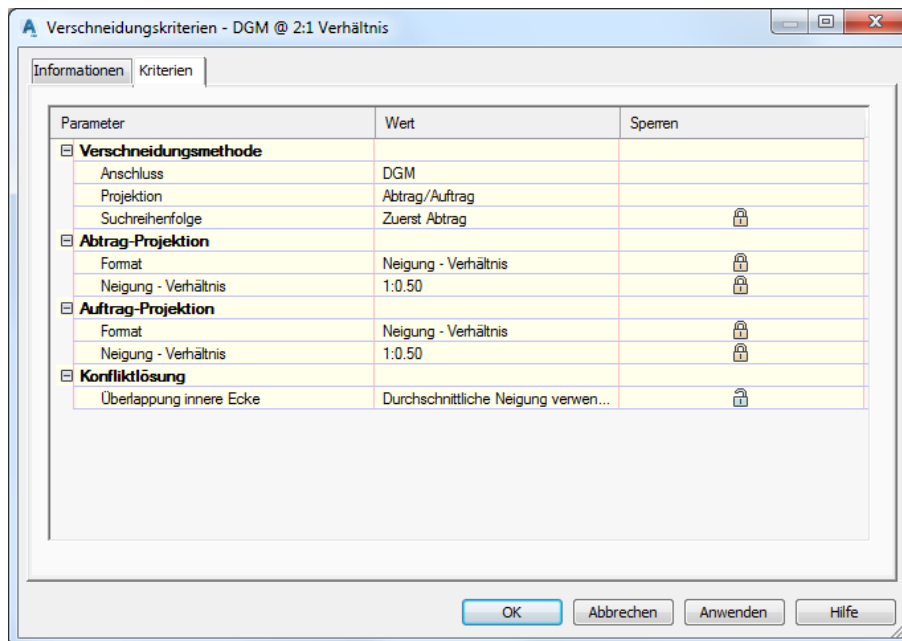 Verschneidungskriterien - DGM @ 2:1 Verhältnis
Informationen Kriterien
Parameter Wert Sperren
Verschneidungsmethode
Anschluss DGM
Projektion Abtrag/Auftrag
Suchreihenfolge Zuerst Abtrag
Abtrag-Projektion
Format Neigung - Verhältnis
Neigung - Verhältnis 1:0.50
Auftrag-Projektion
Format Neigung - Verhältnis
Neigung - Verhältnis 1:0.50
Konfliktlösung
Überlappung innere Ecke Durchschnittliche Neigung verwen...
OK Abbrechen Anwenden Hilfe